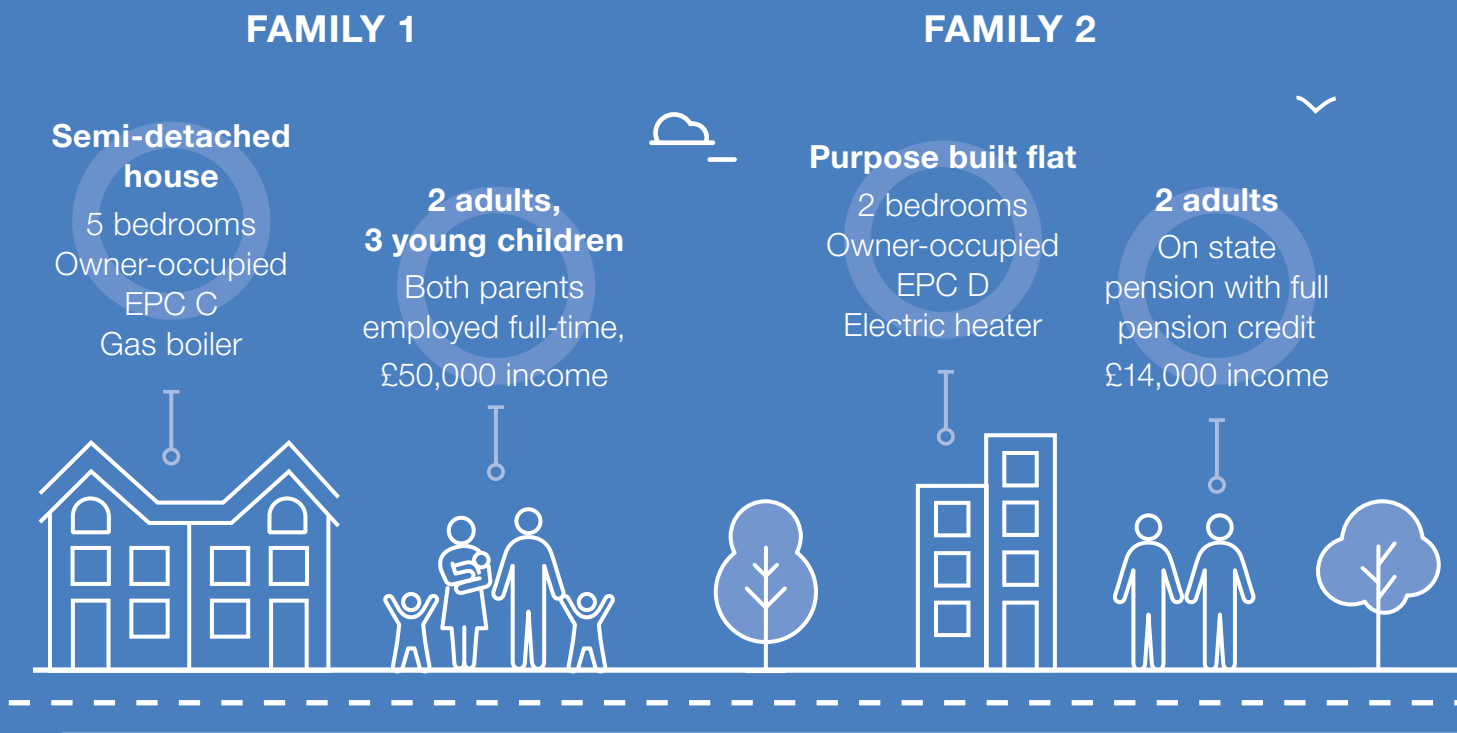 FAMILY 1
Semi-detached
house
5 bedrooms
Owner-occupied
EPC C
Gas boiler
2 adults,
3 young children
Both parents
employed full-time,
£50,000 income
FAMILY 2
Purpose built flat
2 bedrooms
Owner-occupied
EPC D
Electric heater
2 adults
On state
pension with full
pension credit
£14,000 income